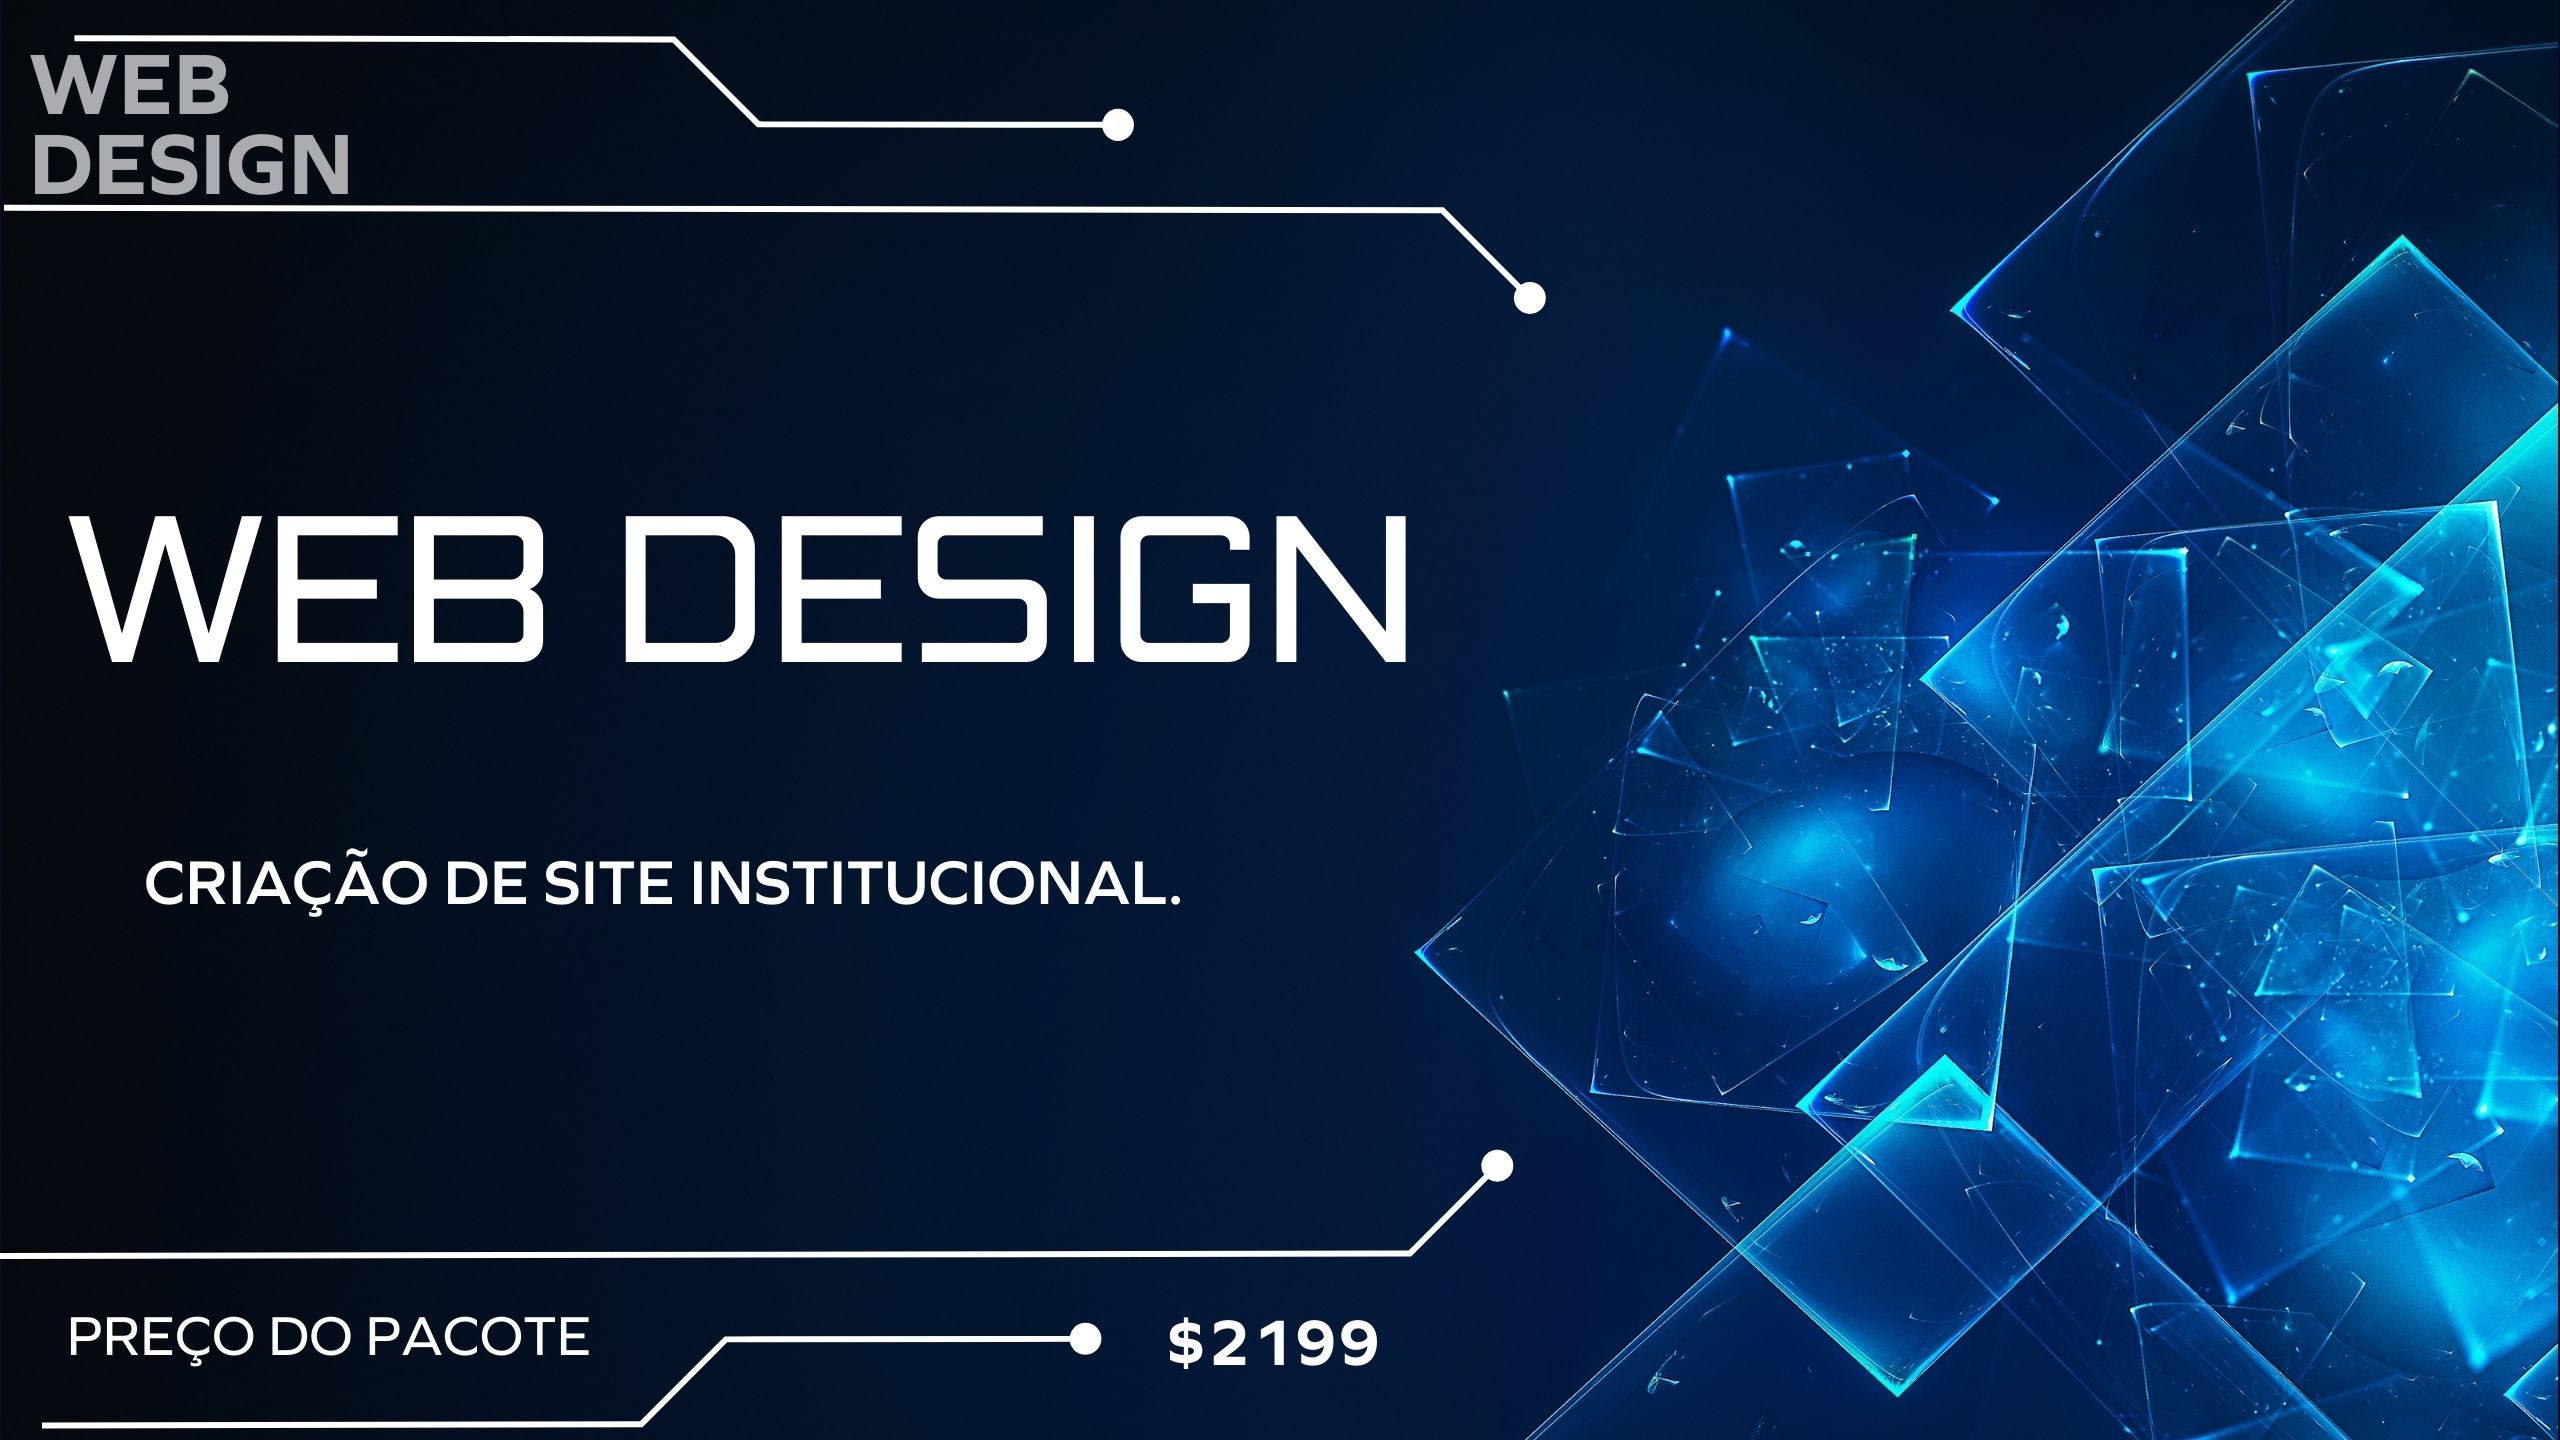 WEB
DESIGN
WEB DESIGN
CRIAÇÃO DE SITE INSTITUCIONAL.
PREÇO DO PACOTE
$2199